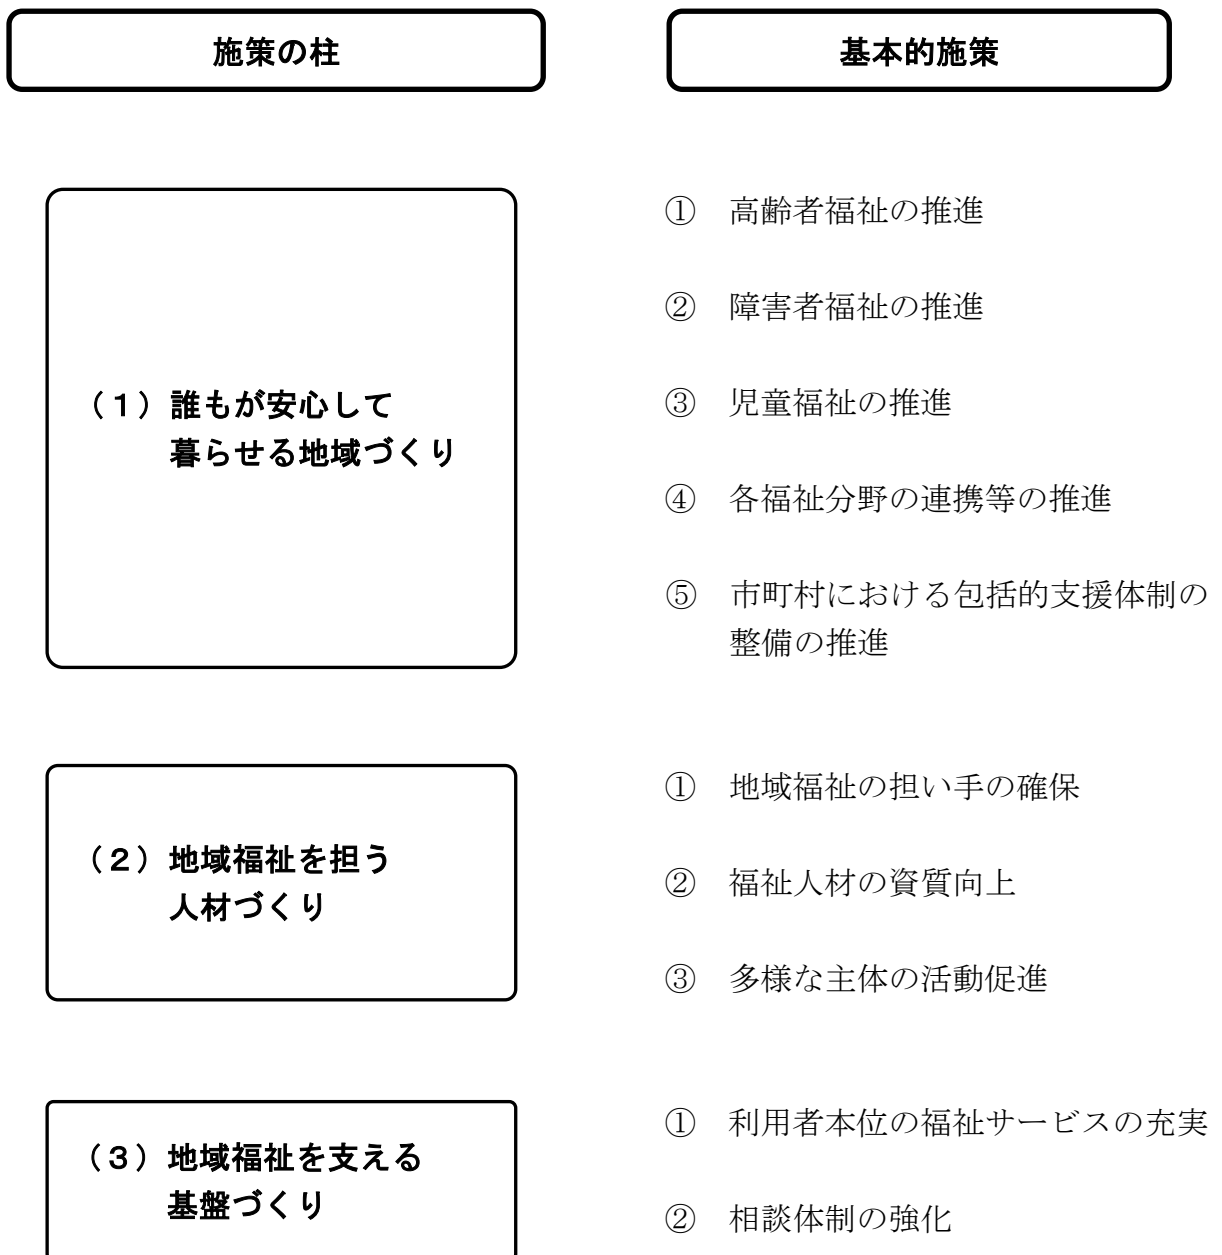 施策の柱
基本的施策
（１）誰もが安心して
暮らせる地域づくり
① 高齢者福祉の推進
② 障害者福祉の推進
③ 児童福祉の推進
④ 各福祉分野の連携等の推進
⑤ 市町村における包括的支援体制の
整備の推進
（２）地域福祉を担う
人材づくり
① 地域福祉の担い手の確保
② 福祉人材の資質向上
③ 多様な主体の活動促進
（３）地域福祉を支える
基盤づくり
① 利用者本位の福祉サービスの充実
② 相談体制の強化